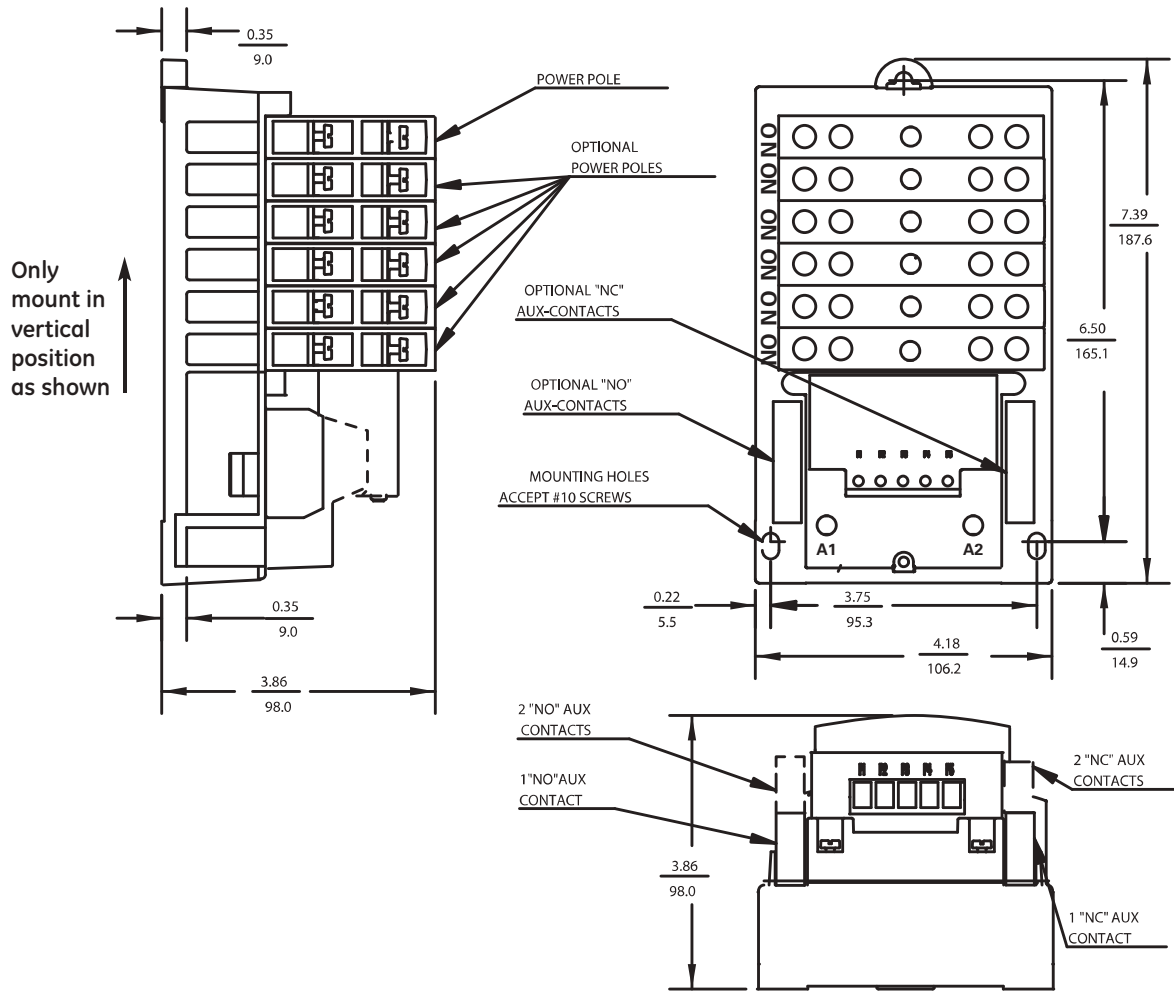 0.35
9.0
POWER POLE
OPTIONAL
POWER POLES
Only
mount in
vertical
position
as shown
0.35
9.0
3.86
98.0
NO
NO
NO
NO
NO
NO
7.39
187.6
6.50
165.1
OPTIONAL "NC"
AUX-CONTACTS
OPTIONAL "NO"
AUX-CONTACTS
MOUNTING HOLES
ACCEPT #10 SCREWS
A1
A2
0.22
5.5
3.75
95.3
4.18
106.2
0.59
14.9
2 "NO" AUX
CONTACTS
1"NO"AUX
CONTACT
2 "NC" AUX
CONTACTS
3.86
98.0
1 "NC" AUX
CONTACT